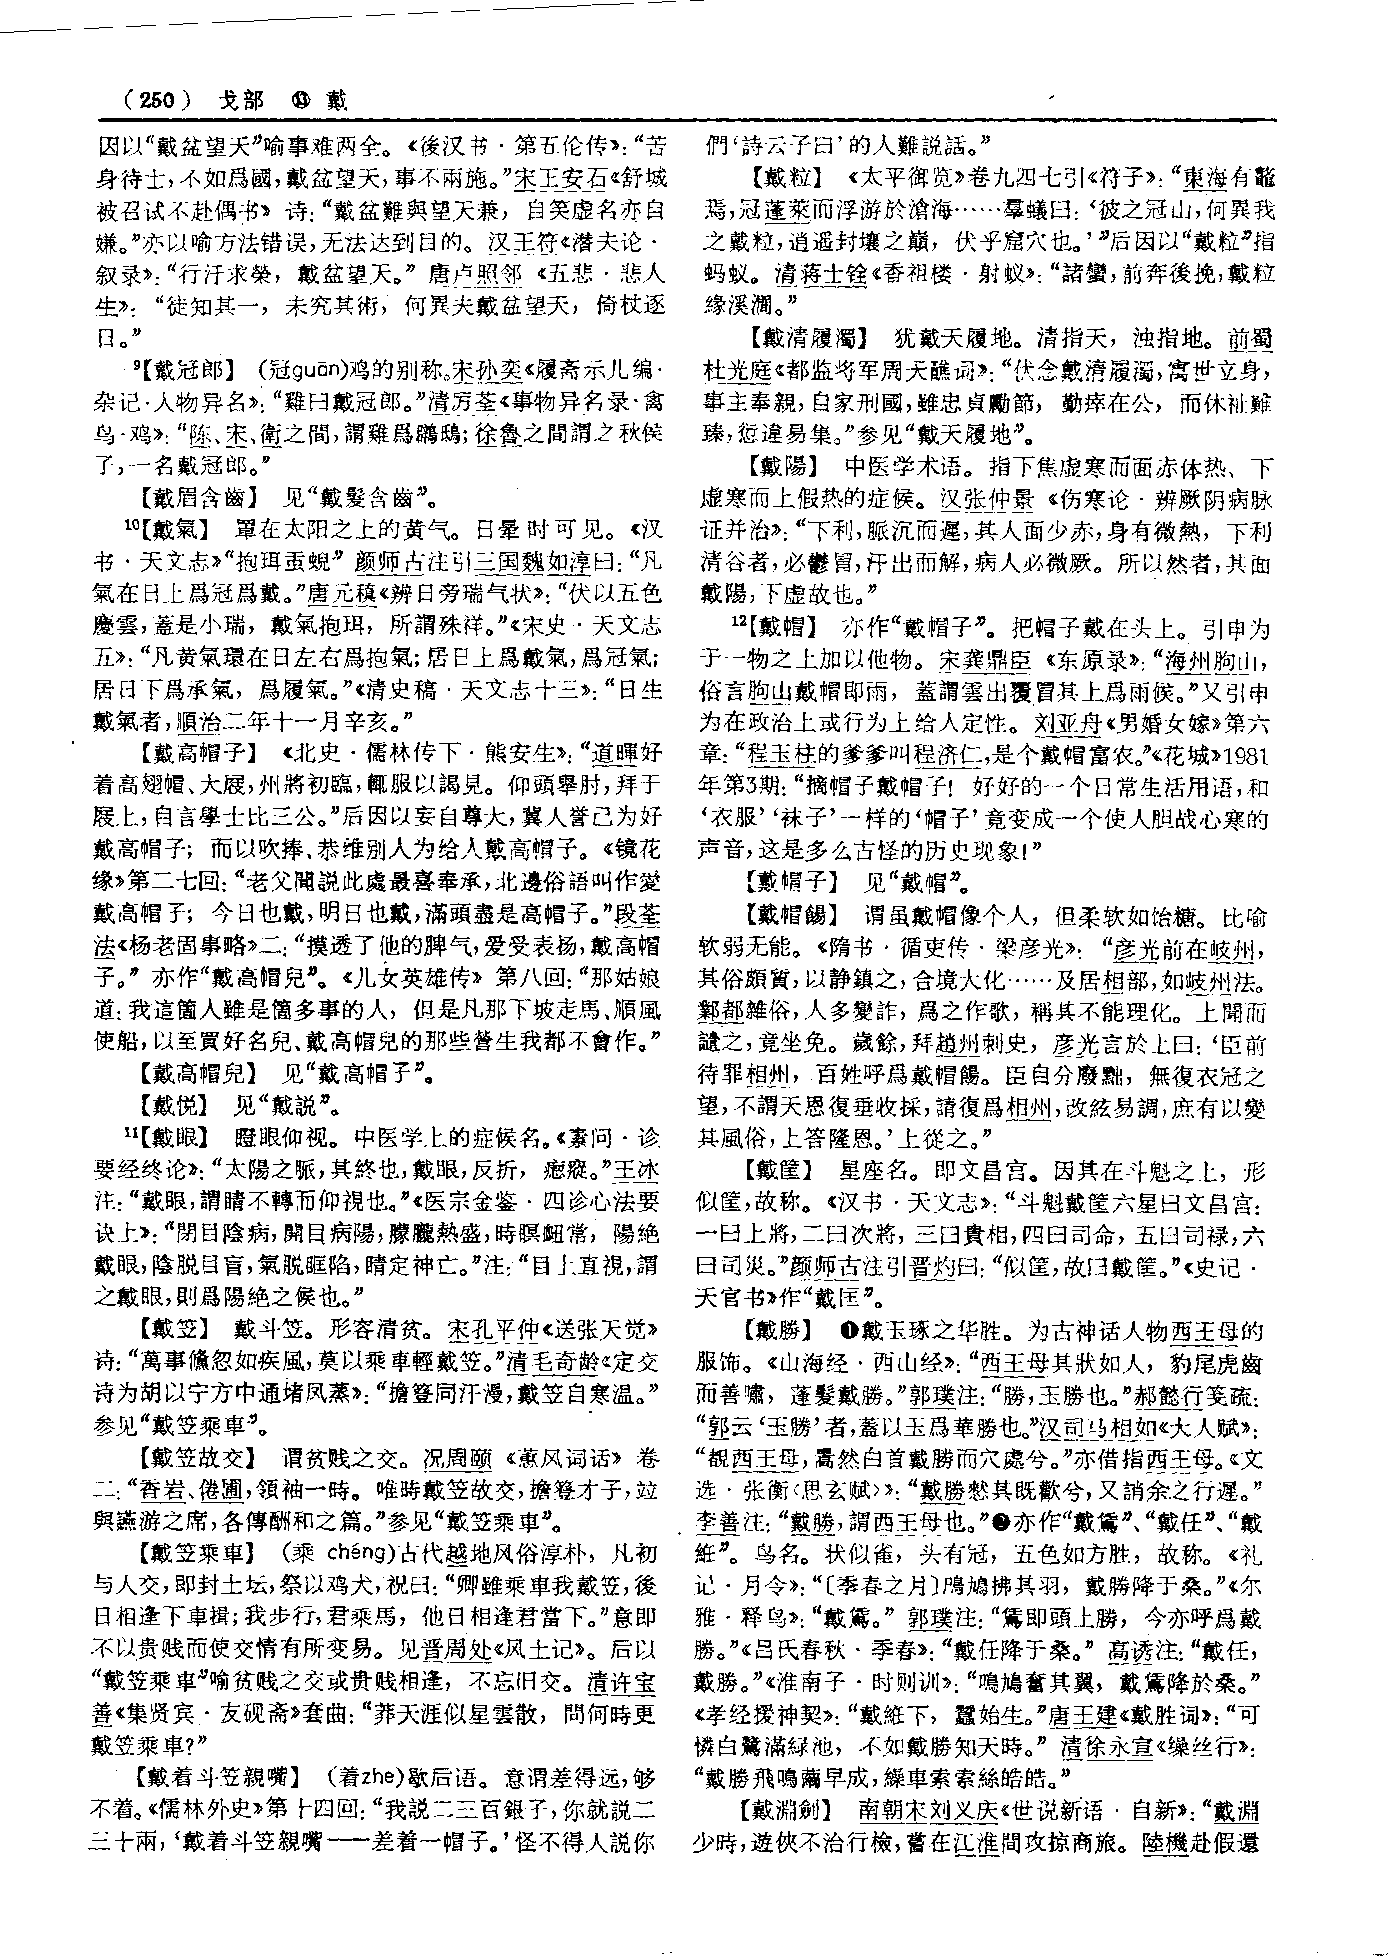 （250） 戈部 ⑬ 戴
因以“戴盆望天”喻事难两全。《後汉书·第五伦传》：“苦
身待士，不如爲國，戴盆望天，事不兩施。”宋王安石《舒城
被召试不赴偶书》诗：“戴盆難與望天兼，自笑虚名亦自
嫌。”亦以喻方法错误，无法达到目的。汉王符《潜夫论·
叙录》：“行汙求榮，戴盆望天。”唐卢照邻《五悲·悲人
生》：“徒知其一，未究其術，何異夫戴盆望天，倚杖逐
日。”
⁹【戴冠郎】（冠guān）鸡的别称。宋孙奕《履斋示儿编·
杂记·人物异名》：“雞曰戴冠郎。”清厉荃《事物异名录·禽
鸟·鸡》：“陈、宋、衛之間，謂雞爲鸊鴟；徐魯之間謂之秋侯
了，一名戴冠郎。”
【戴眉含齒】 见“戴髮含齒”。
¹⁰【戴氣】 罩在太阳之上的黄气。日晕时可见。《汉
书·天文志》“抱珥虿蜺”颜师古注引三国魏如淳曰：“凡
氣在日上爲冠爲戴。”唐元稹《辨日旁瑞气状》：“伏以五色
慶雲，蓋是小瑞，戴氣抱珥，所謂殊祥。”《宋史·天文志
五》：“凡黄氣環在日左右爲抱氣；居日上爲戴氣，爲冠氣；
居日下爲承氣，爲履氣。”《清史稿·天文志十三》：“日生
戴氣者，順治二年十一月辛亥。”
【戴高帽子】 《北史·儒林传下·熊安生》：“道暉好
着高翅帽、大屐，州將初臨，輒服以謁見。仰頭舉肘，拜于
屐上，自言學士比三公。”后因以妄自尊大，冀人誉己为好
戴高帽子；而以吹捧、恭维别人为给人戴高帽子。《镜花
缘》第二七回：“老父聞説此處最喜奉承，北邊俗語叫作愛
戴高帽子；今日也戴，明日也戴，滿頭盡是高帽子。”段荃
法《杨老固事略》二：“摸透了他的脾气，爱受表扬，戴高帽
子。”亦作“戴高帽兒”。《儿女英雄传》第八回：“那姑娘
道：我這箇人雖是箇多事的人，但是凡那下坡走馬、順風
使船，以至買好名兒、戴高帽兒的那些營生我都不會作。”
【戴高帽兒】 见“戴高帽子”。
【戴悦】 见“戴説”。
¹¹【戴眼】 瞪眼仰视。中医学上的症候名。《素问·诊
要经终论》：“太陽之脈，其終也，戴眼，反折，瘛瘲。”王冰
注：“戴眼，謂睛不轉而仰視也。”《医宗金鉴·四诊心法要
诀上》：“閉目陰病，開目病陽，朦朧熱盛，時瞑衄常，陽絶
戴眼，陰脱目盲，氣脱眶陷，睛定神亡。”注：“目上直視，謂
之戴眼，則爲陽絶之候也。”
【戴笠】 戴斗笠。形容清贫。宋孔平仲《送张天觉》
诗：“萬事儵忽如疾風，莫以乘車輕戴笠。”清毛奇龄《定交
诗为胡以宁方中通堵凤蒸》：“擔簦同汗漫，戴笠自寒温。”
参见“戴笠乘車”。
【戴笠故交】 谓贫贱之交。况周颐《蕙风词话》卷
二：“香岩、倦圃，領袖一時。唯時戴笠故交，擔簦才子，竝
與讌游之席，各傳酬和之篇。”参见“戴笠乘車”。
【戴笠乘車】（乘 chéng）古代越地风俗淳朴，凡初
与人交，即封土坛，祭以鸡犬，祝曰：“卿雖乘車我戴笠，後
日相逢下車揖；我步行，君乘馬，他日相逢君當下。”意即
不以贵贱而使交情有所变易。见晋周处《风土记》。后以
“戴笠乘車”喻贫贱之交或贵贱相逢，不忘旧交。清许宝
善《集贤宾·友砚斋》套曲：“莽天涯似星雲散，問何時更
戴笠乘車？”
【戴着斗笠親嘴】（着zhe）歇后语。意谓差得远，够
不着。《儒林外史》第十四回：“我説二三百銀子，你就説二
三十兩，‘戴着斗笠親嘴——差着一帽子。’怪不得人説你
們‘詩云子曰’的人難説話。”
【戴粒】 《太平御览》卷九四七引《符子》：“東海有鼇
焉，冠蓬萊而浮游於滄海……羣蟻曰：‘彼之冠山，何異我
之戴粒，逍遥封壤之巔，伏乎窟穴也。’”后因以“戴粒”指
蚂蚁。清蒋士铨《香祖楼·射蚁》：“諸蠻，前奔後挽，戴粒
緣溪澗。”
【戴清履濁】 犹戴天履地。清指天，浊指地。前蜀
杜光庭《都监将军周天醮词》：“伏念戴清履濁，寓世立身，
事主奉親，自家刑國，雖忠貞勵節，勤瘁在公，而休祉難
臻，愆違易集。”参见“戴天履地”。
【戴陽】 中医学术语。指下焦虚寒而面赤体热、下
虚寒而上假热的症候。汉张仲景《伤寒论·辨厥阴病脉
证并治》：“下利，脈沉而遲，其人面少赤，身有微熱，下利
清谷者，必鬱冒，汗出而解，病人必微厥。所以然者，其面
戴陽，下虚故也。”
¹²【戴帽】 亦作“戴帽子”。把帽子戴在头上。引申为
于一物之上加以他物。宋龚鼎臣《东原录》：“海州朐山，
俗言朐山戴帽即雨，蓋謂雲出覆冒其上爲雨候。”又引申
为在政治上或行为上给人定性。刘亚舟《男婚女嫁》第六
章：“程玉柱的爹爹叫程济仁，是个戴帽富农。”《花城》1981
年第3期：“摘帽子戴帽子！好好的一个日常生活用语，和
‘衣服’‘袜子’一样的‘帽子’竟变成一个使人胆战心寒的
声音，这是多么古怪的历史现象！”
【戴帽子】 见“戴帽”。
【戴帽餳】 谓虽戴帽像个人，但柔软如饴糖。比喻
软弱无能。《隋书·循吏传·梁彦光》：“彦光前在岐州，
其俗頗質，以静鎮之，合境大化……及居相部，如岐州法。
鄴都雜俗，人多變詐，爲之作歌，稱其不能理化。上聞而
譴之，竟坐免。歲餘，拜趙州刺史，彦光言於上曰：‘臣前
待罪相州，百姓呼爲戴帽餳。臣自分廢黜，無復衣冠之
望，不謂天恩復垂收採，請復爲相州，改絃易調，庶有以變
其風俗，上答隆恩。’上從之。”
【戴筐】 星座名。即文昌宫。因其在斗魁之上，形
似筐，故称。《汉书·天文志》：“斗魁戴筐六星曰文昌宫：
一曰上將，二曰次將，三曰貴相，四曰司命，五曰司禄，六
曰司災。”颜师古注引晋灼曰：“似筐，故曰戴筐。”《史记·
天官书》作“戴匡”。
【戴勝】 ❶戴玉琢之华胜。为古神话人物西王母的
服饰。《山海经·西山经》：“西王母其狀如人，豹尾虎齒
而善嘯，蓬髮戴勝。”郭璞注：“勝，玉勝也。”郝懿行笺疏：
“郭云‘玉勝’者，蓋以玉爲華勝也。”汉司马相如《大人赋》：
“覩西王母，暠然白首戴勝而穴處兮。”亦借指西王母。《文
选·张衡〈思玄赋〉》：“戴勝憖其既歡兮，又誚余之行遲。”
李善注：“戴勝，謂西王母也。”❷亦作“戴鵀”、“戴任”、“戴
紝”。鸟名。状似雀，头有冠，五色如方胜，故称。《礼
记·月令》：“〔季春之月〕鳴鳩拂其羽，戴勝降于桑。”《尔
雅·释鸟》：“戴鵀。”郭璞注：“鵀即頭上勝，今亦呼爲戴
勝。”《吕氏春秋·季春》：“戴任降于桑。”高诱注：“戴任，
戴勝。”《淮南子·时则训》：“鳴鳩奮其翼，戴鵀降於桑。”
《孝经援神契》：“戴紝下，蠶始生。”唐王建《戴胜词》：“可
憐白鷺滿緑池，不如戴勝知天時。”清徐永宣《缲丝行》：
“戴勝飛鳴繭早成，繰車索索絲皓皓。”
【戴淵劍】 南朝宋刘义庆《世说新语·自新》：“戴淵
少時，遊俠不治行檢，嘗在江淮間攻掠商旅。陸機赴假還